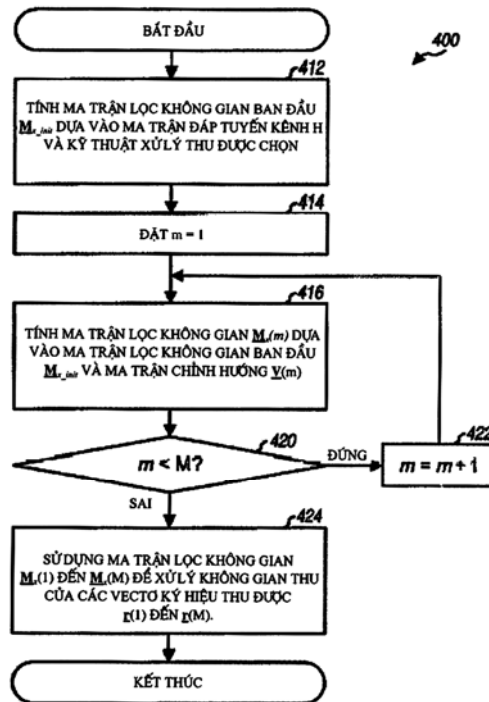 BẮT ĐẦU
400
412
TÍNH MA TRẬN LỌC KHÔNG GIAN BAN ĐẦU
M_x_init DỰA VÀO MA TRẬN ĐÁP TUYẾN KÊNH H
VÀ KỸ THUẬT XỬ LÝ THU ĐƯỢC CHỌN
414
ĐẶT m = 1
416
TÍNH MA TRẬN LỌC KHÔNG GIAN M_x(m) DỰA
VÀO MA TRẬN LỌC KHÔNG GIAN BAN ĐẦU
M_x_init VÀ MA TRẬN CHỈNH HƯỚNG V(m)
420
m < M?
ĐÚNG
422
m = m + 1
SAI
424
SỬ DỤNG MA TRẬN LỌC KHÔNG GIAN
M_x(1) ĐẾN M_x(M) ĐỂ XỬ LÝ KHÔNG GIAN THU
CỦA CÁC VECTƠ KÝ HIỆU THU ĐƯỢC
r(1) ĐẾN r(M).
KẾT THÚC